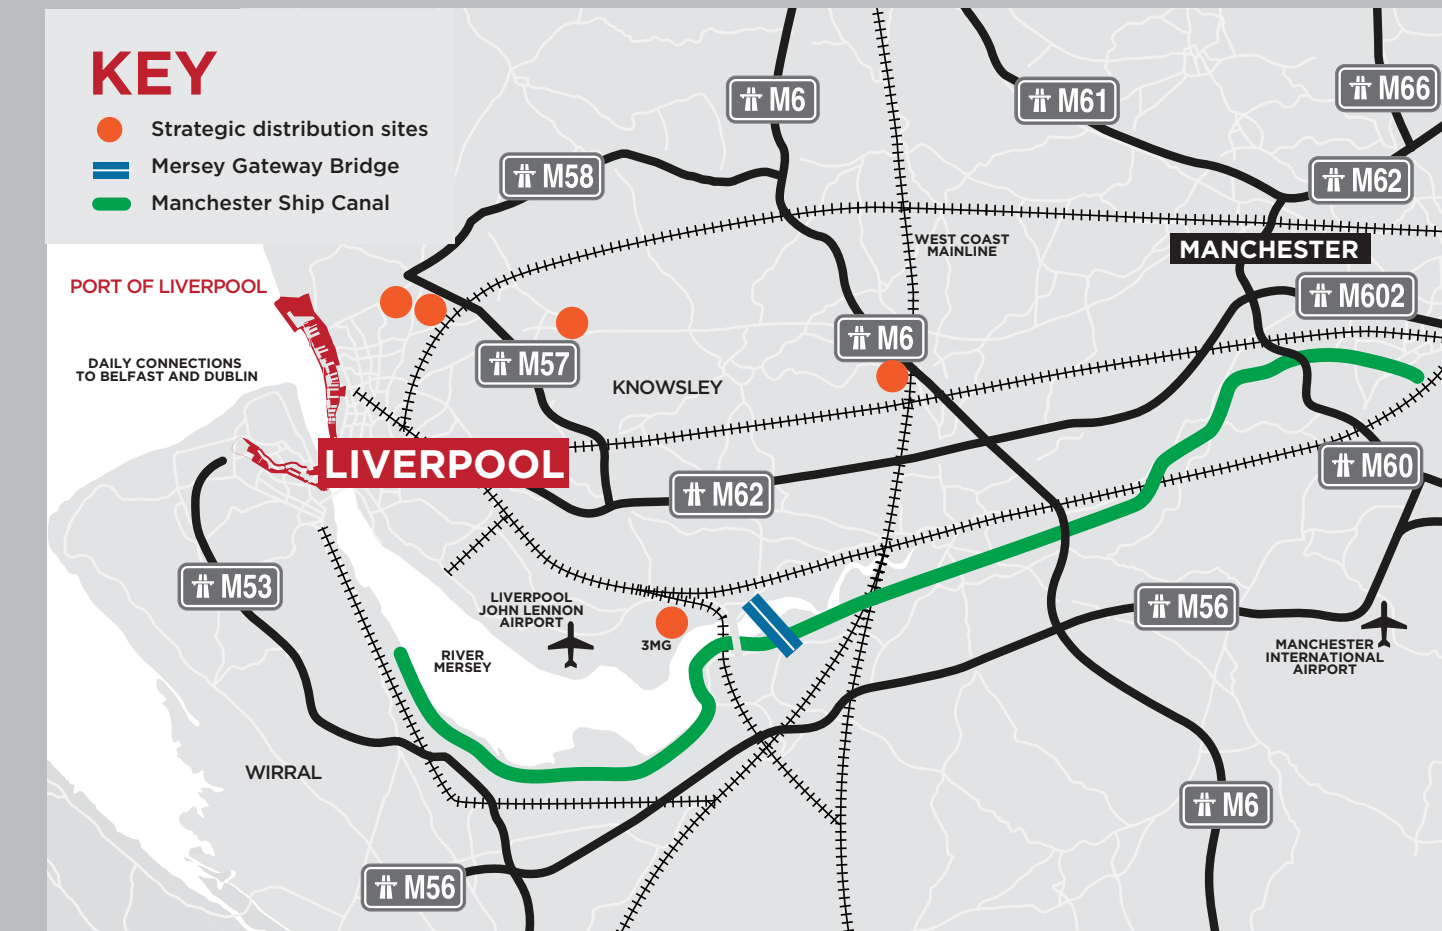 KEY
Strategic distribution sites
Mersey Gateway Bridge
Manchester Ship Canal
M6
M61
M66
M58
M62
WEST COAST
MAINLINE
MANCHESTER
PORT OF LIVERPOOL
M602
M6
DAILY CONNECTIONS
TO BELFAST AND DUBLIN
M57
KNOWSLEY
LIVERPOOL
M60
M62
M53
LIVERPOOL
JOHN LENNON
AIRPORT
M56
3MG
RIVER
MERSEY
MANCHESTER
INTERNATIONAL
AIRPORT
WIRRAL
M6
M56